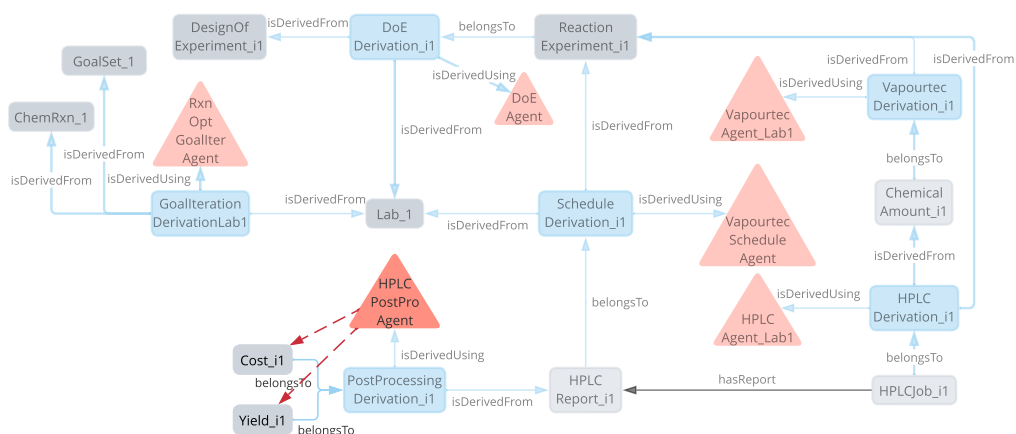 DesignOf
Experiment_i1
isDerivedFrom
DoE
Derivation_i1
belongsTo
Reaction
Experiment_i1
GoalSet_1
isDerivedUsing
isDerivedFrom
isDerivedFrom
isDerivedUsing
Vapourtec
Derivation_i1
DoE
Agent
Rxn
Opt
GoalIter
Agent
ChemRxn_1
Vapourtec
Agent_Lab1
isDerivedFrom
isDerivedFrom
isDerivedFrom
belongsTo
isDerivedFrom
isDerivedUsing
Chemical
Amount_i1
GoalIteration
DerivationLab1
isDerivedFrom
Lab_1
isDerivedFrom
Schedule
Derivation_i1
isDerivedUsing
Vapourtec
Schedule
Agent
isDerivedFrom
HPLC
PostPro
Agent
belongsTo
HPLC
Agent_Lab1
isDerivedUsing
HPLC
Derivation_i1
Cost_i1
belongsTo
isDerivedUsing
belongsTo
PostProcessing
Derivation_i1
isDerivedFrom
HPLC
Report_i1
hasReport
HPLCJob_i1
Yield_i1
belongsTo